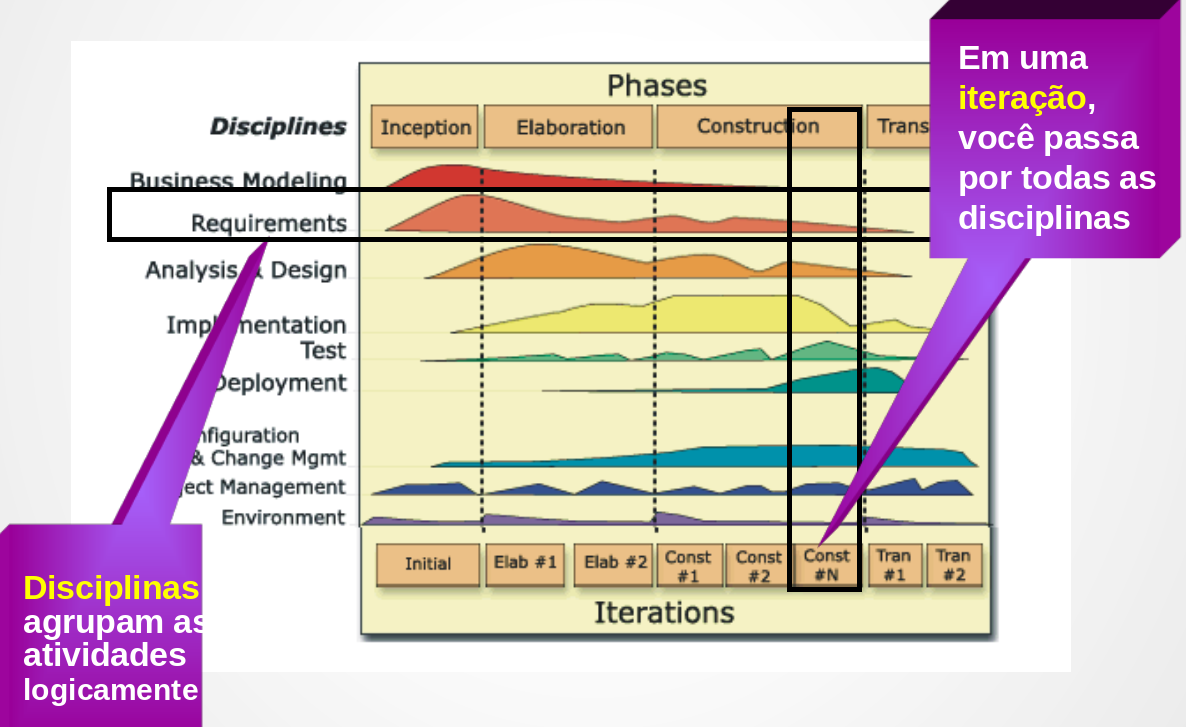 Phases
Disciplines
Inception
Elaboration
Construction
Trans
Business Modeling
Requirements
Analysis & Design
Implementation
Test
Deployment
nfiguration
& Change Mgmt
ject Management
Environment
Initial
Elab #1
Elab #2
Const
#1
Const
#2
Const
#N
Tran
#1
Tran
#2
Iterations
Em uma
iteração,
você passa
por todas as
disciplinas
Disciplinas
agrupam as
atividades
logicamente